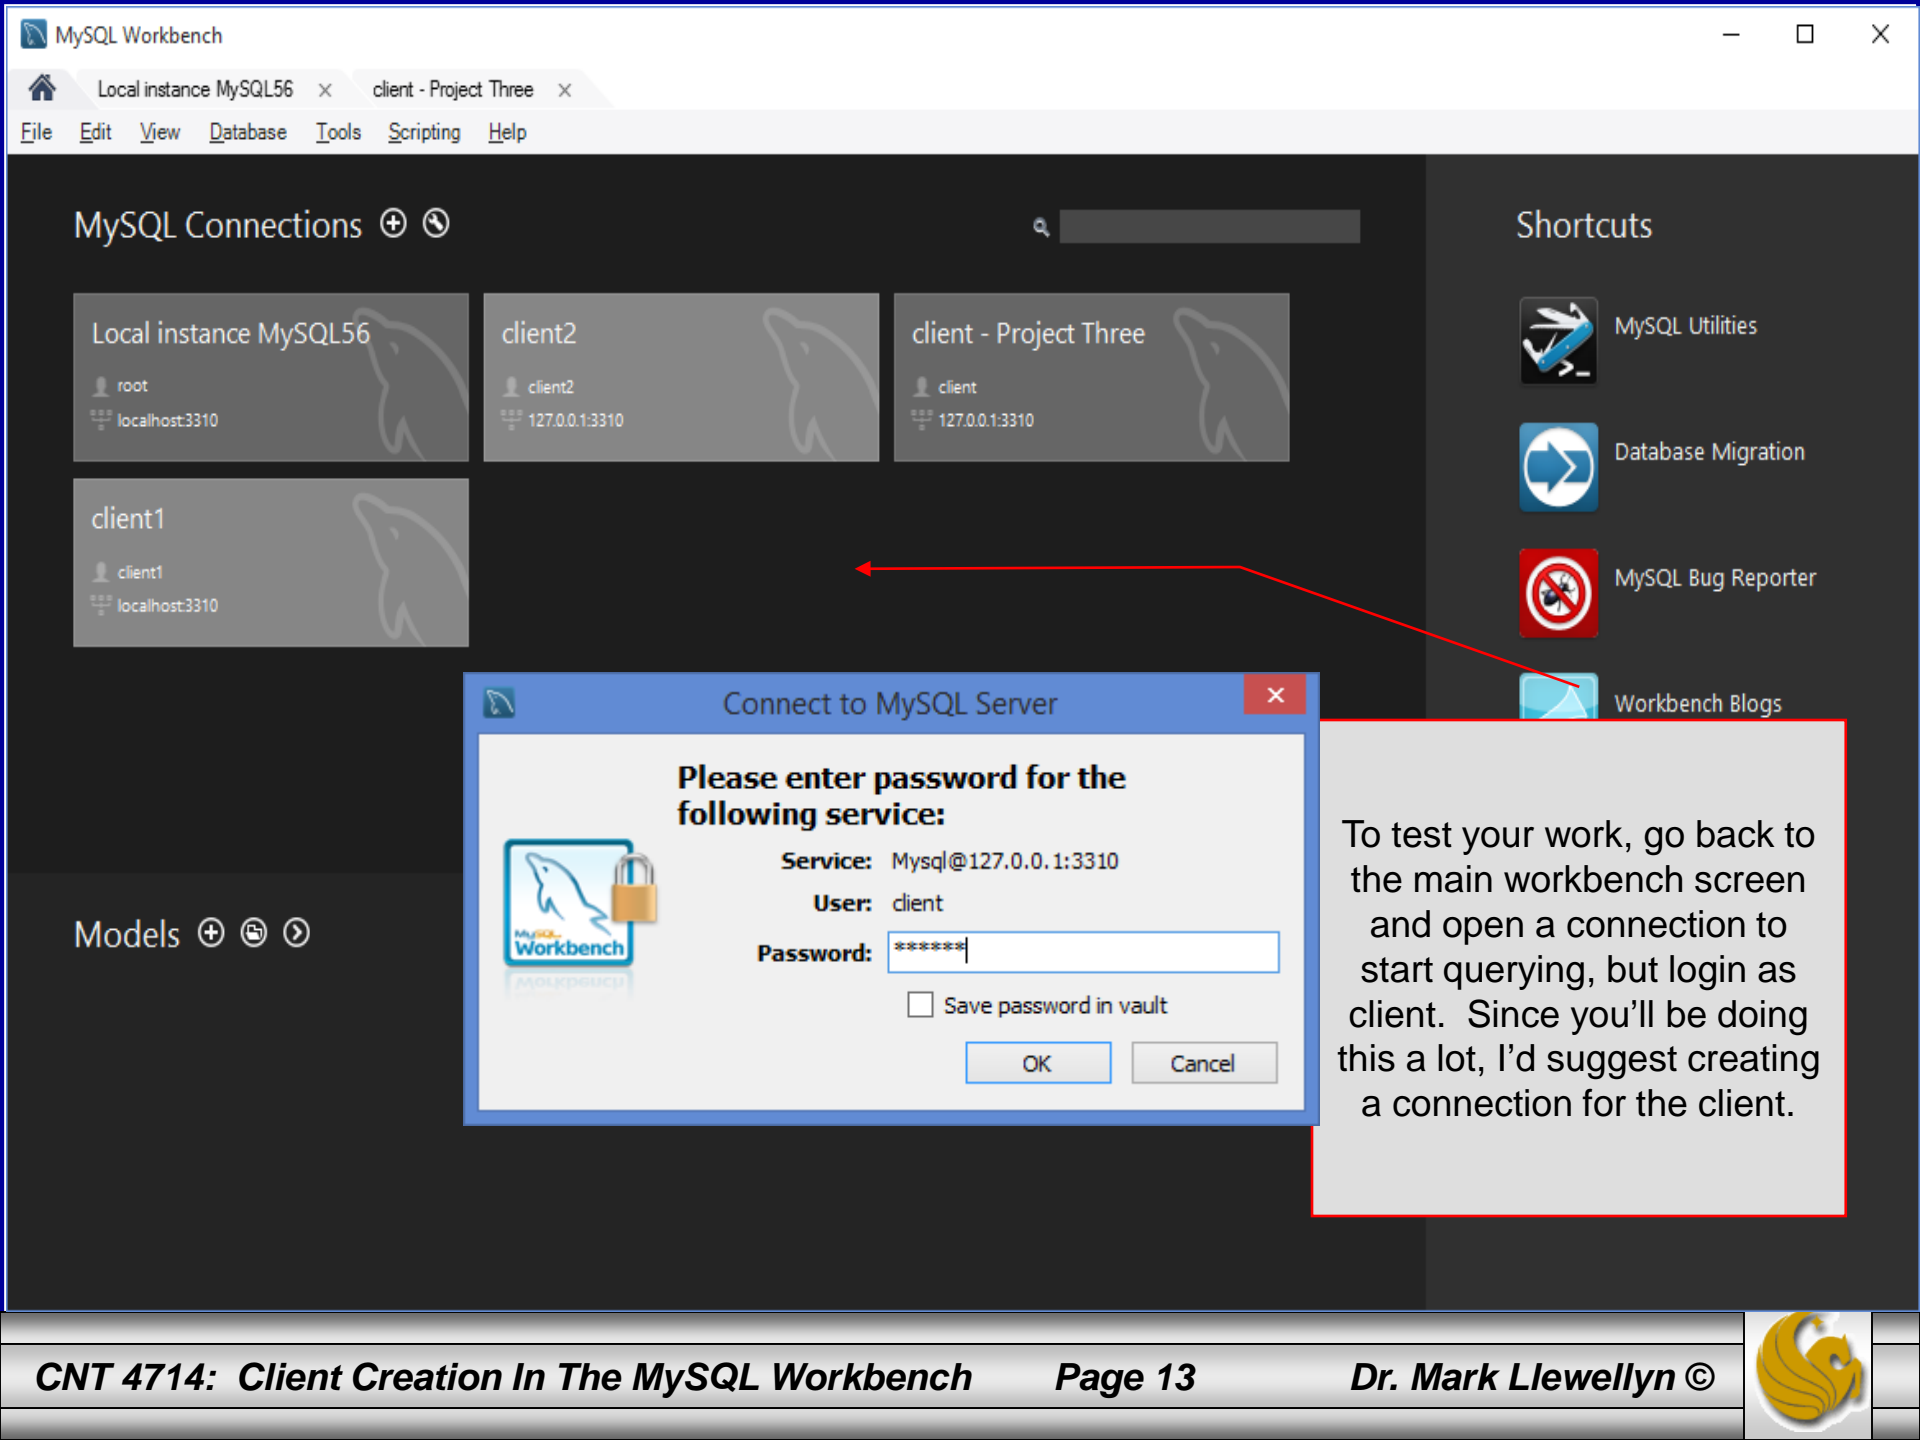 MySQL Workbench
Local instance MySQL56
client - Project Three
File Edit View Database Tools Scripting Help
MySQL Connections
Shortcuts
Local instance MySQL56
root
localhost:3310
client2
client2
127.0.0.1:3310
client - Project Three
client
127.0.0.1:3310
client1
client1
localhost:3310
MySQL Utilities
Database Migration
MySQL Bug Reporter
Workbench Blogs
Models
Connect to MySQL Server
Please enter password for the
following service:
Service: Mysql@127.0.0.1:3310
User: client
Password: ******
Save password in vault
OK
Cancel
MySQL
Workbench
To test your work, go back to
the main workbench screen
and open a connection to
start querying, but login as
client. Since you’ll be doing
this a lot, I’d suggest creating
a connection for the client.
CNT 4714: Client Creation In The MySQL Workbench
Page 13
Dr. Mark Llewellyn ©